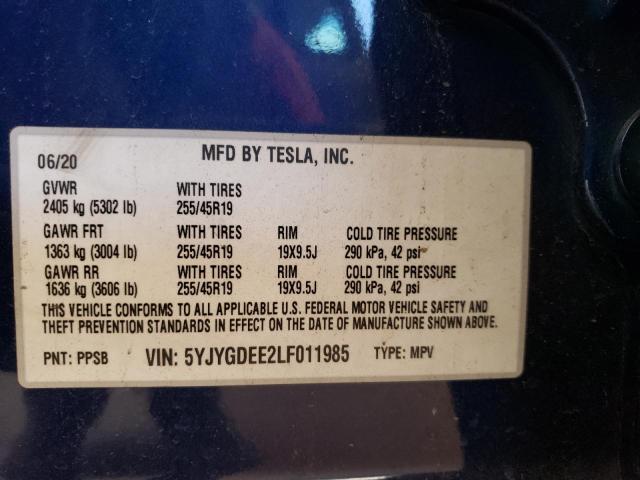 06/20 MFD BY TESLA, INC.
GVWR WITH TIRES
2405 kg (5302 lb) 255/45R19
GAWR FRT WITH TIRES RIM COLD TIRE PRESSURE
1363 kg (3004 lb) 255/45R19 19X9.5J 290 kPa, 42 psi
GAWR RR WITH TIRES RIM COLD TIRE PRESSURE
1636 kg (3606 lb) 255/45R19 19X9.5J 290 kPa, 42 psi
THIS VEHICLE CONFORMS TO ALL APPLICABLE U.S. FEDERAL MOTOR VEHICLE SAFETY AND
THEFT PREVENTION STANDARDS IN EFFECT ON THE DATE OF MANUFACTURE SHOWN ABOVE.
PNT: PPSB VIN: 5YJYGDEE2LF011985 TYPE: MPV